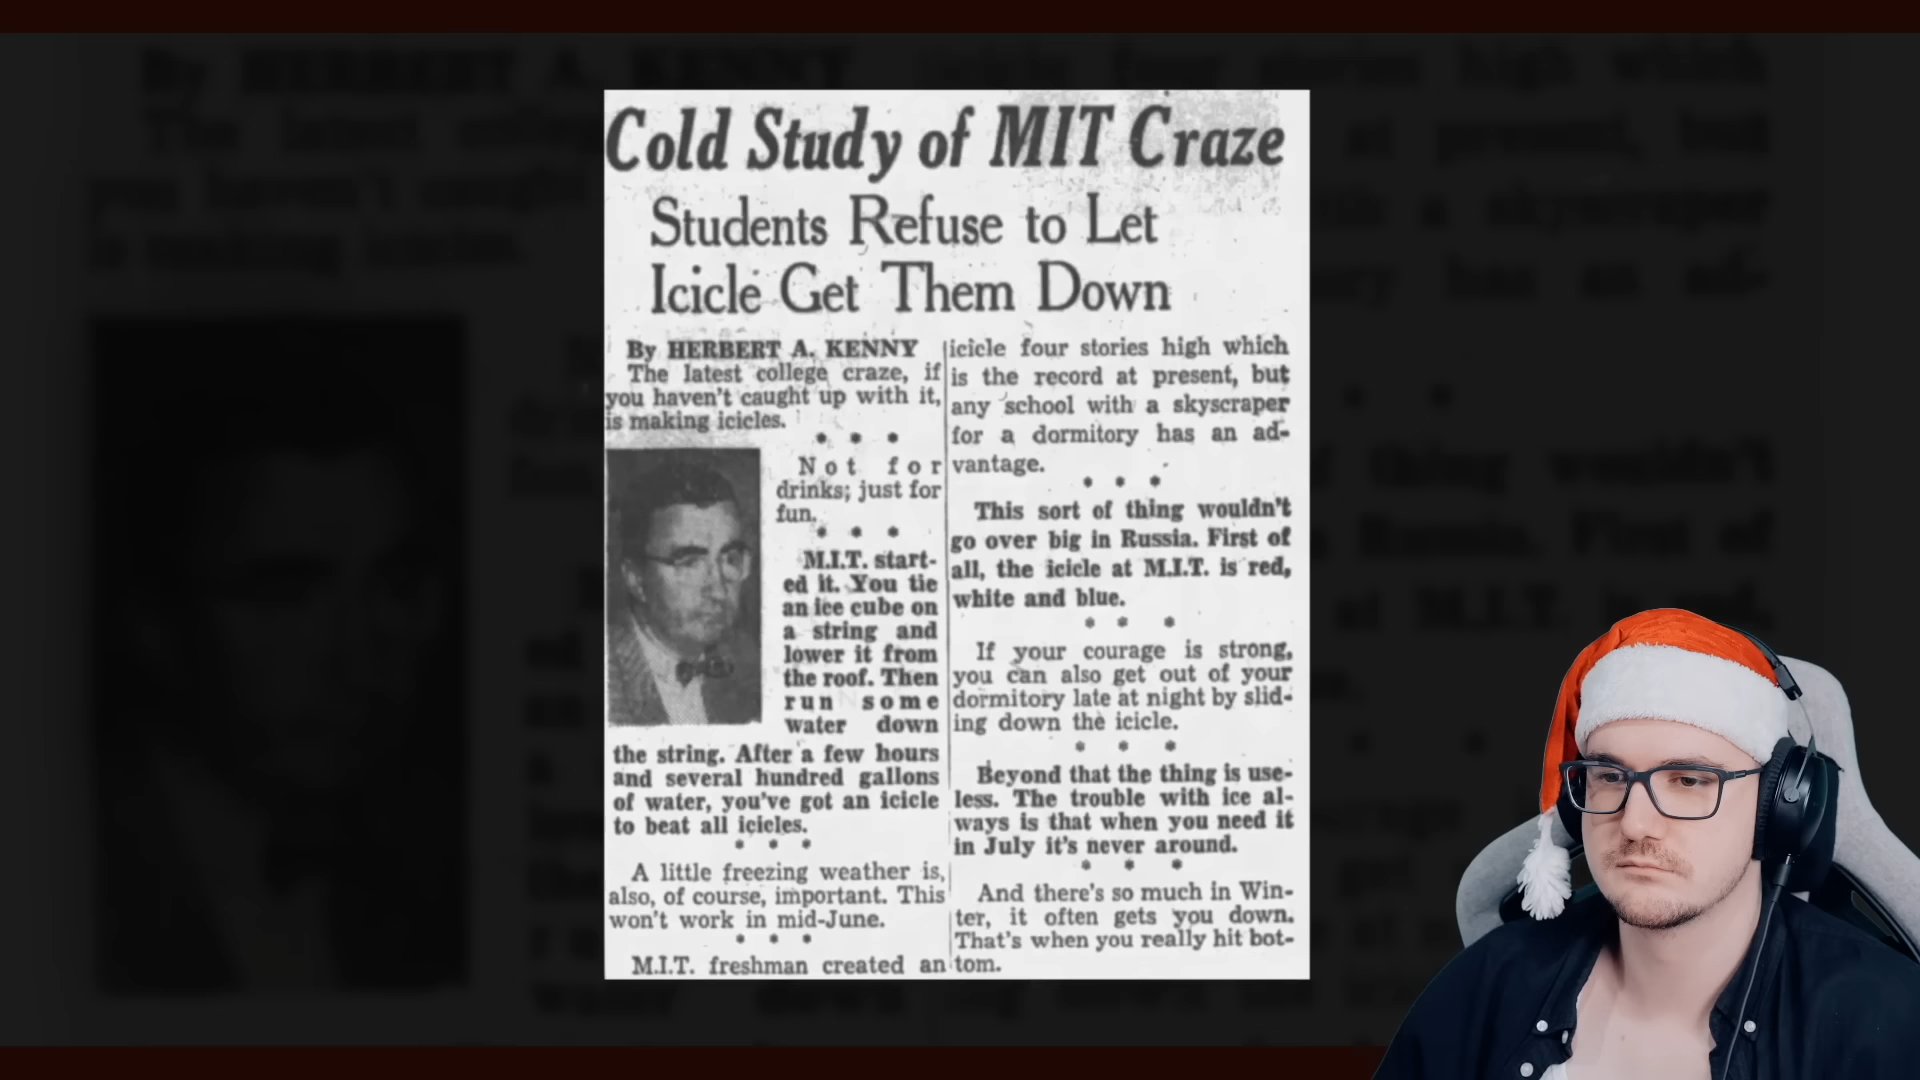 Cold Study of MIT Craze
Students Refuse to Let
Icicle Get Them Down
By HERBERT A. KENNY
The latest college craze, if
you haven't caught up with it,
is making icicles.
* * *
Not for
drinks; just for
fun.
* * *
M.I.T. start-
ed it. You tie
an ice cube on
a string and
lower it from
the roof. Then
run some
water down
the string. After a few hours
and several hundred gallons
of water, you've got an icicle
to beat all icicles.
* * *
A little freezing weather is,
also, of course, important. This
won't work in mid-June.
* * *
M.I.T. freshman created an
icicle four stories high which
is the record at present, but
any school with a skyscraper
for a dormitory has an ad-
vantage.
* * *
This sort of thing wouldn't
go over big in Russia. First of
all, the icicle at M.I.T. is red,
white and blue.
* * *
If your courage is strong,
you can also get out of your
dormitory late at night by slid-
ing down the icicle.
* * *
Beyond that the thing is use-
less. The trouble with ice al-
ways is that when you need it
in July it's never around.
* * *
And there's so much in Win-
ter, it often gets you down.
That's when you really hit bot-
tom.